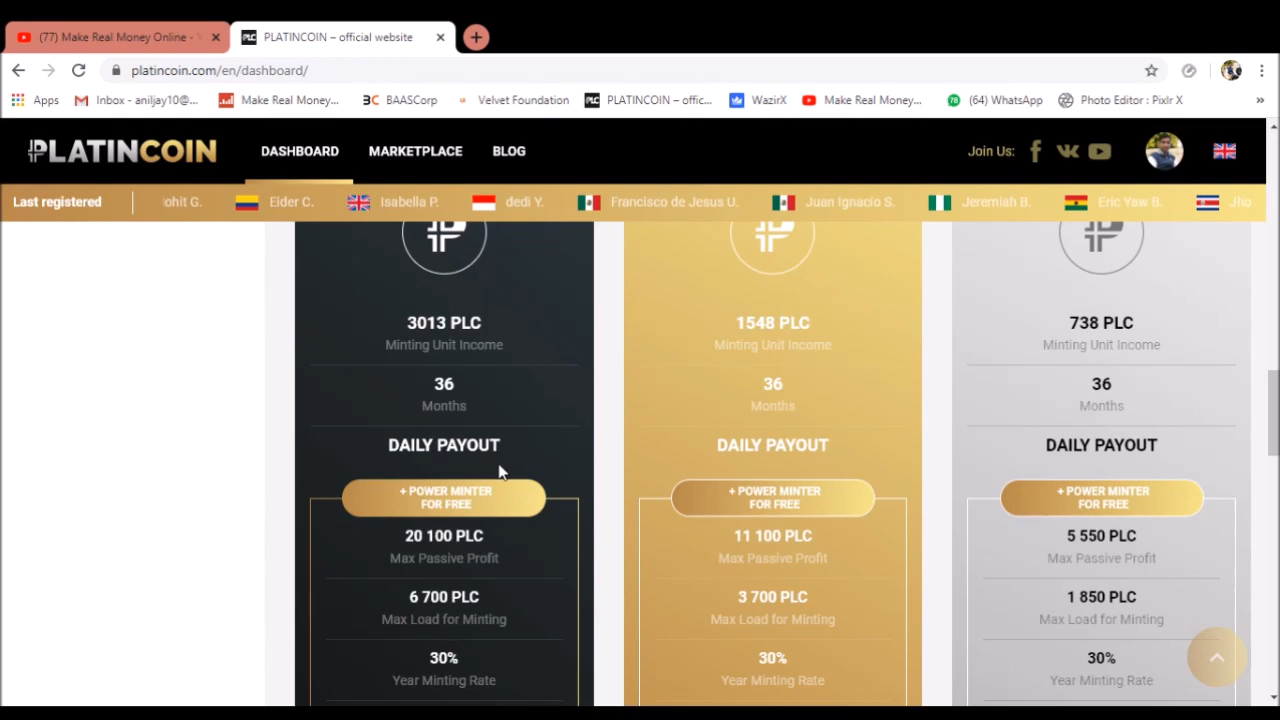 (77) Make Real Money Online -
PLATINCOIN – official website
platincoin.com/en/dashboard/
Apps
Inbox - aniljay10@...
Make Real Money...
BAASCorp
Velvet Foundation
PLATINCOIN – offic...
WazirX
Make Real Money...
(64) WhatsApp
Photo Editor : Pixlr X
»
PLATINCOIN
DASHBOARD
MARKETPLACE
BLOG
Join Us:
Last registered
G.
Eider C.
Isabella P.
dedi Y.
Francisco de Jesus U.
Juan Ignacio S.
Jeremiah B.
Eric Yaw B.
Jho
3013 PLC
Minting Unit Income
36
Months
DAILY PAYOUT
+ POWER MINTER
FOR FREE
20 100 PLC
Max Passive Profit
6 700 PLC
Max Load for Minting
30%
Year Minting Rate
1548 PLC
Minting Unit Income
36
Months
DAILY PAYOUT
+ POWER MINTER
FOR FREE
11 100 PLC
Max Passive Profit
3 700 PLC
Max Load for Minting
30%
Year Minting Rate
738 PLC
Minting Unit Income
36
Months
DAILY PAYOUT
+ POWER MINTER
FOR FREE
5 550 PLC
Max Passive Profit
1 850 PLC
Max Load for Minting
30%
Year Minting Rate